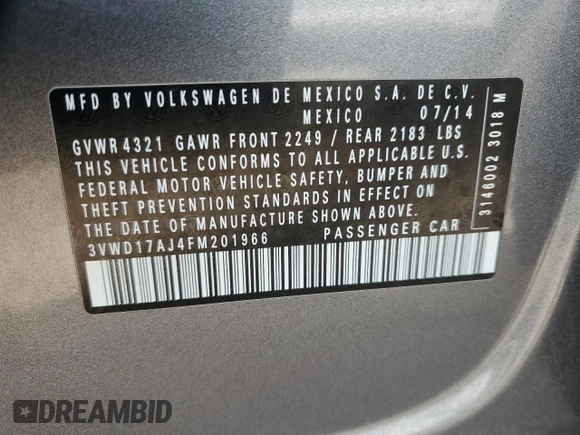 MFD BY VOLKSWAGEN DE MEXICO S.A. DE C.V.
MEXICO 07/14
GVWR 4321 GAWR FRONT 2249 / REAR 2183 LBS
THIS VEHICLE CONFORMS TO ALL APPLICABLE U.S.
FEDERAL MOTOR VEHICLE SAFETY, BUMPER AND
THEFT PREVENTION STANDARDS IN EFFECT ON
THE DATE OF MANUFACTURE SHOWN ABOVE.
3VWD17AJ4FM201966 PASSENGER CAR
3146002 3018 M
DREAMBID